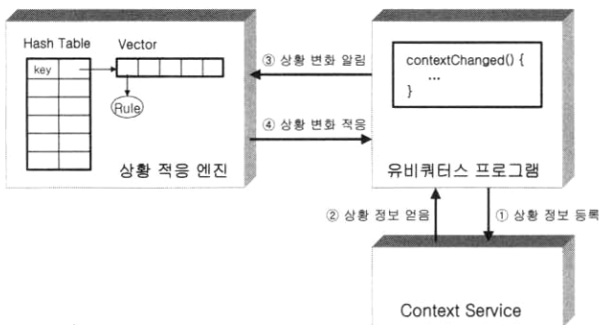 Hash Table
Vector
key
Rule
상황 적응 엔진
③ 상황 변화 알림
④ 상황 변화 적응
contextChanged() {
...
}
유비쿼터스 프로그램
② 상황 정보 얻음
① 상황 정보 등록
Context Service